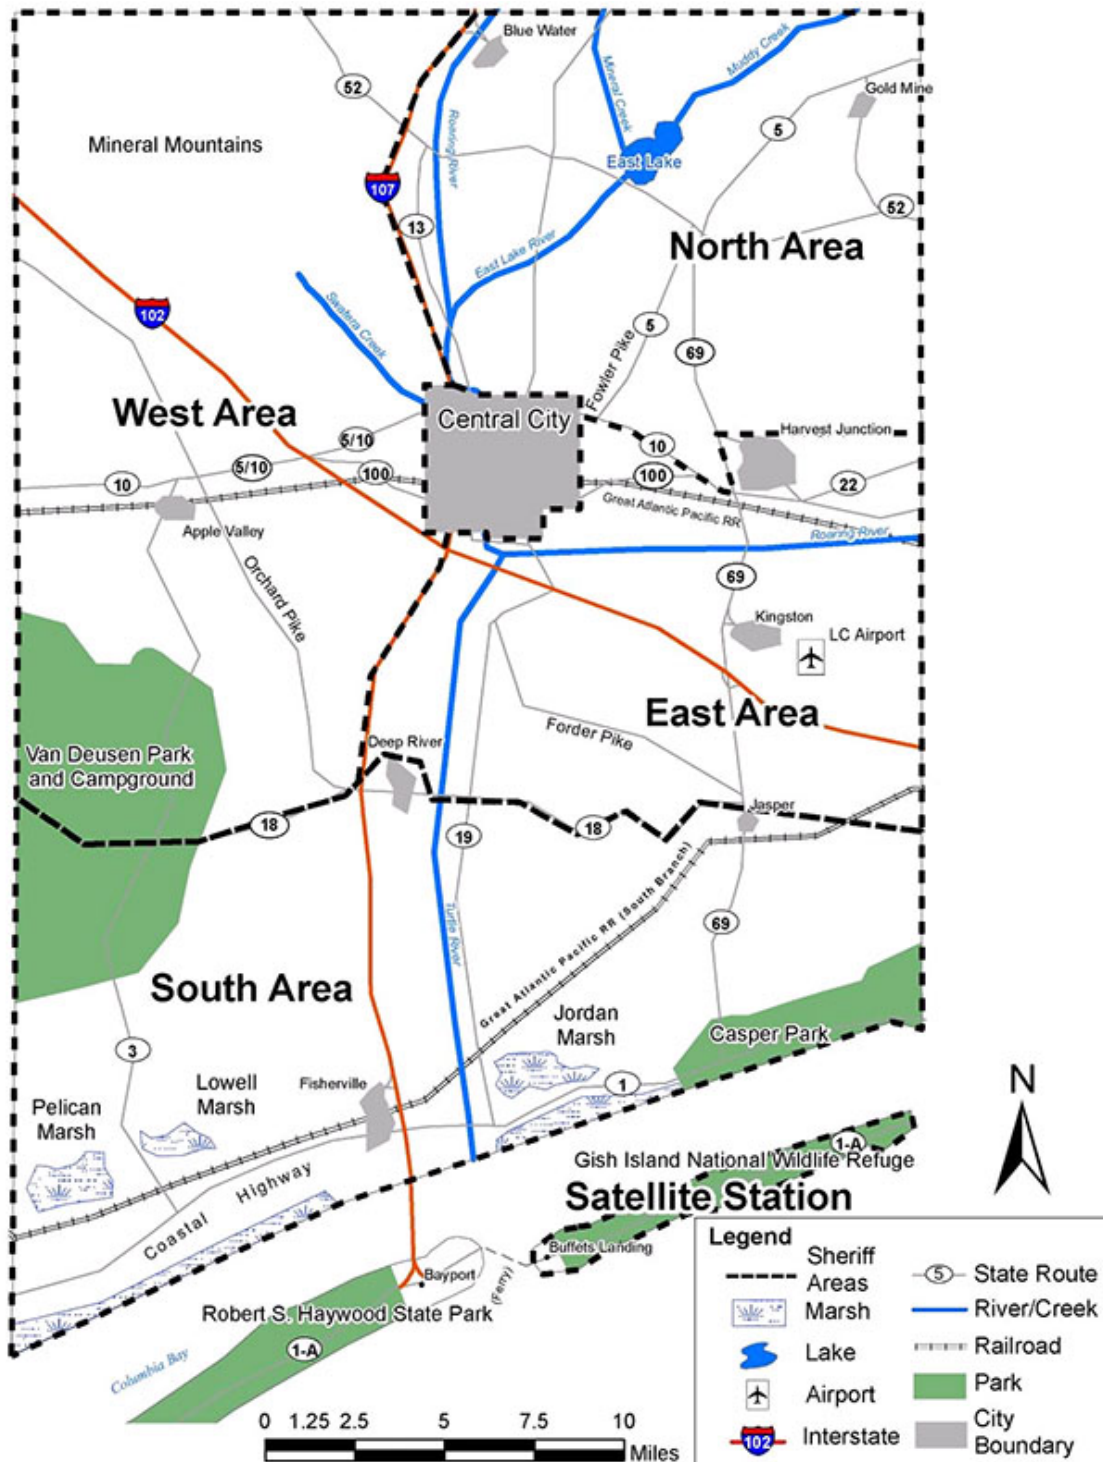 Blue Water
52
Mineral Creek
Muddy Creek
Gold Mine
5
Mineral Mountains
Roaring River
East Lake
107
13
52
North Area
East Lake River
Swatera Creek
102
5
Fowler Pike
69
West Area
Central City
Harvest Junction
5/10
10
5/10
10
100
100
22
Great Atlantic Pacific RR
Apple Valley
Roaring River
Orchard Pike
69
Kingston
LC Airport
East Area
Forder Pike
Deep River
Van Deusen Park
and Campground
18
19
18
Jasper
Great Atlantic Pacific RR (South Branch)
69
Turtle River
South Area
Jordan
Marsh
Casper Park
3
Fisherville
Lowell
Marsh
1
Pelican
Marsh
N
1-A
Gish Island National Wildlife Refuge
Satellite Station
Coastal Highway
Buffets Landing
Bayport
(Ferry)
Robert S. Haywood State Park
1-A
Columbia Bay
0 1.25 2.5 5 7.5 10
Miles
Legend
Sheriff
Areas
Marsh
Lake
Airport
102
Interstate
5
State Route
River/Creek
Railroad
Park
City
Boundary